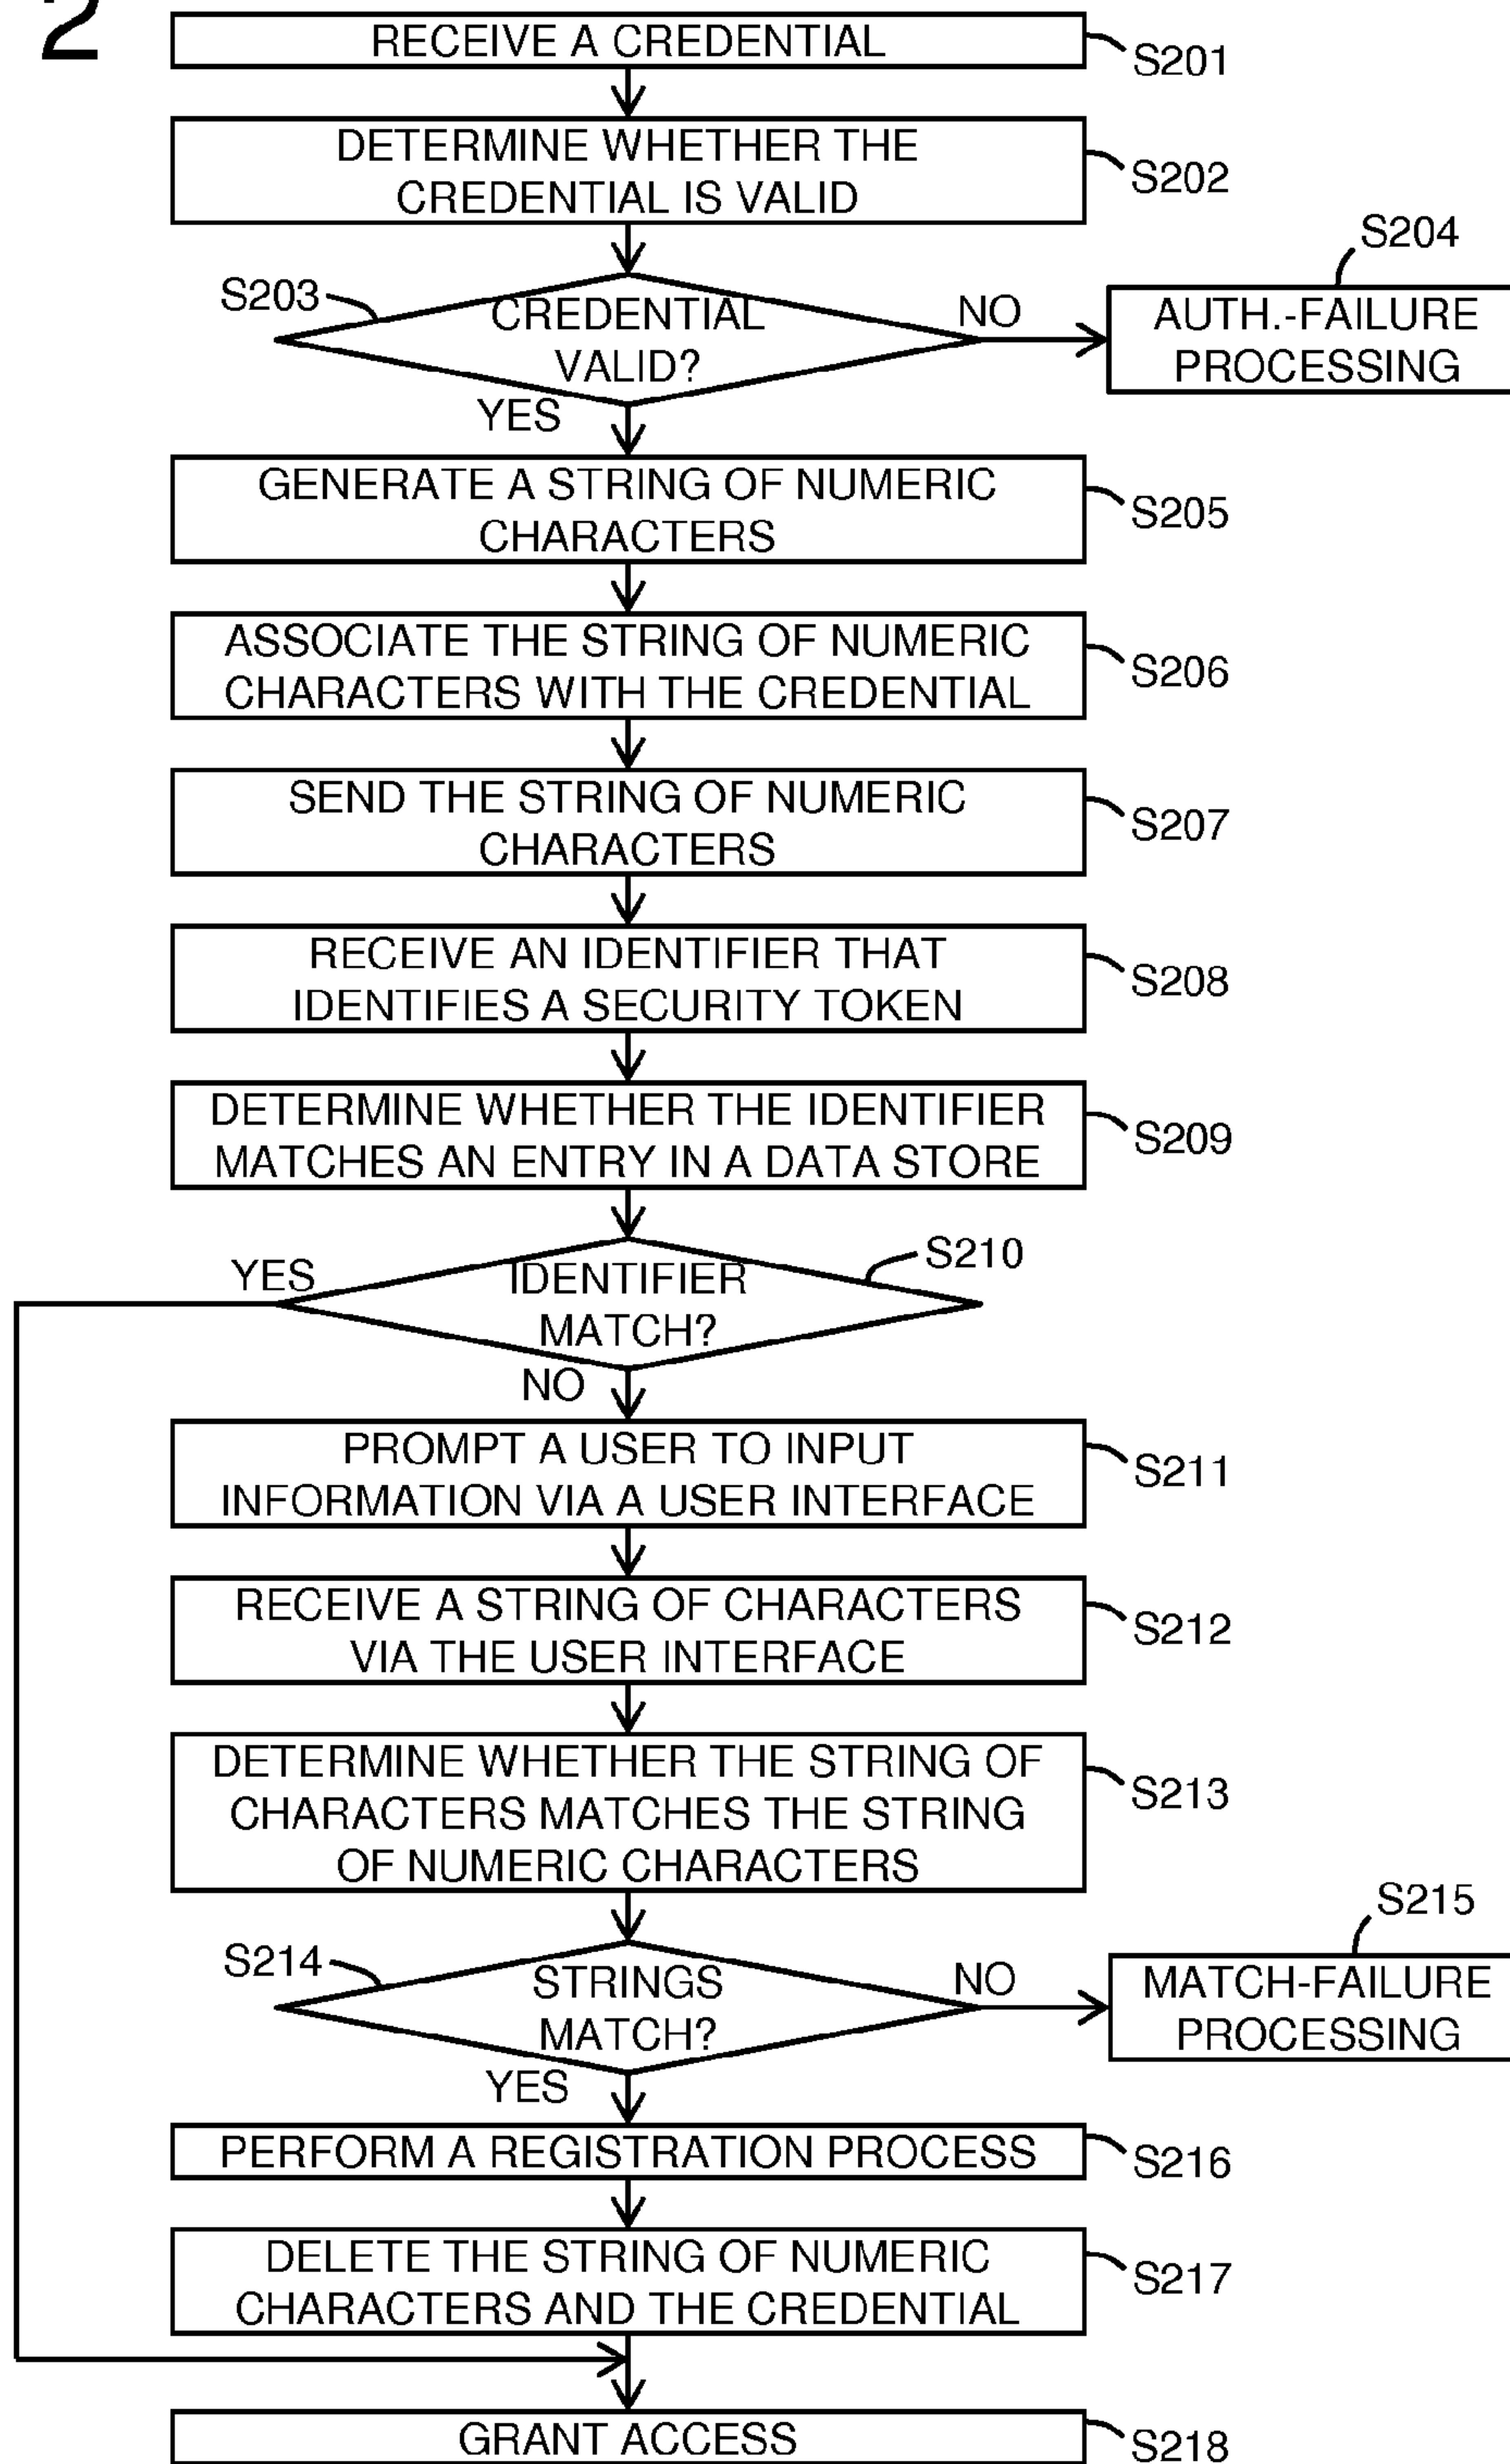 2
RECEIVE A CREDENTIAL
S201
DETERMINE WHETHER THE
CREDENTIAL IS VALID
S202
S203
CREDENTIAL
VALID?
NO
YES
S204
AUTH.-FAILURE
PROCESSING
GENERATE A STRING OF NUMERIC
CHARACTERS
S205
ASSOCIATE THE STRING OF NUMERIC
CHARACTERS WITH THE CREDENTIAL
S206
SEND THE STRING OF NUMERIC
CHARACTERS
S207
RECEIVE AN IDENTIFIER THAT
IDENTIFIES A SECURITY TOKEN
S208
DETERMINE WHETHER THE IDENTIFIER
MATCHES AN ENTRY IN A DATA STORE
S209
YES
IDENTIFIER
MATCH?
S210
NO
PROMPT A USER TO INPUT
INFORMATION VIA A USER INTERFACE
S211
RECEIVE A STRING OF CHARACTERS
VIA THE USER INTERFACE
S212
DETERMINE WHETHER THE STRING OF
CHARACTERS MATCHES THE STRING
OF NUMERIC CHARACTERS
S213
S214
STRINGS
MATCH?
NO
YES
S215
MATCH-FAILURE
PROCESSING
PERFORM A REGISTRATION PROCESS
S216
DELETE THE STRING OF NUMERIC
CHARACTERS AND THE CREDENTIAL
S217
GRANT ACCESS
S218